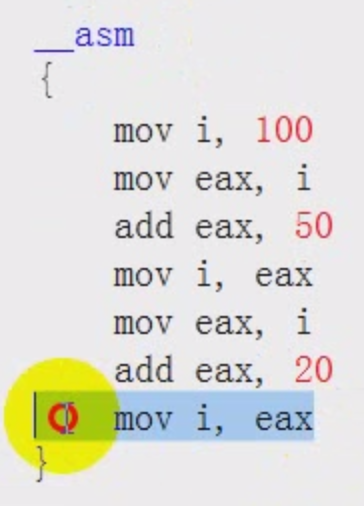 __asm
{
mov i, 100
mov eax, i
add eax, 50
mov i, eax
mov eax, i
add eax, 20
mov i, eax
}